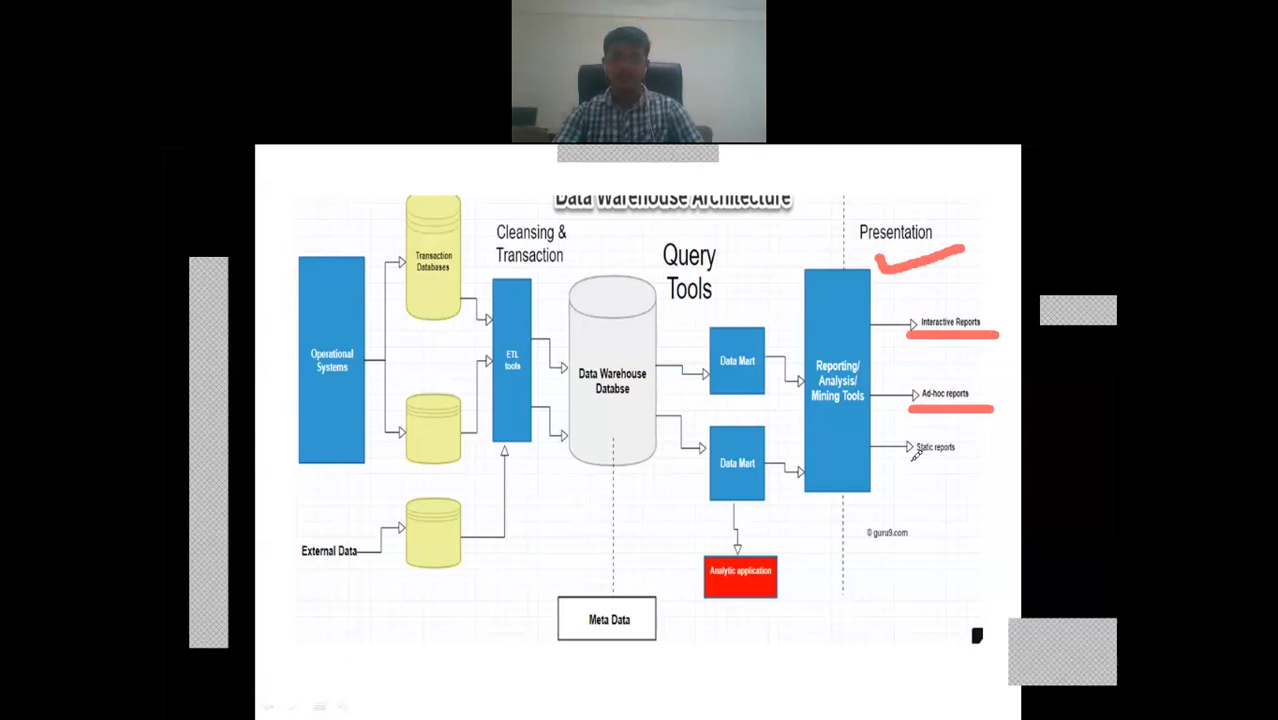 Data Warehouse Architecture
Cleansing &
Transaction
Presentation
Query
Tools
Transaction
Databases
Operational
Systems
ETL
tools
Data Warehouse
Databse
Data Mart
Data Mart
Reporting/
Analysis/
Mining Tools
Interactive Reports
Ad-hoc reports
Static reports
External Data
Analytic application
Meta Data
© guru9.com